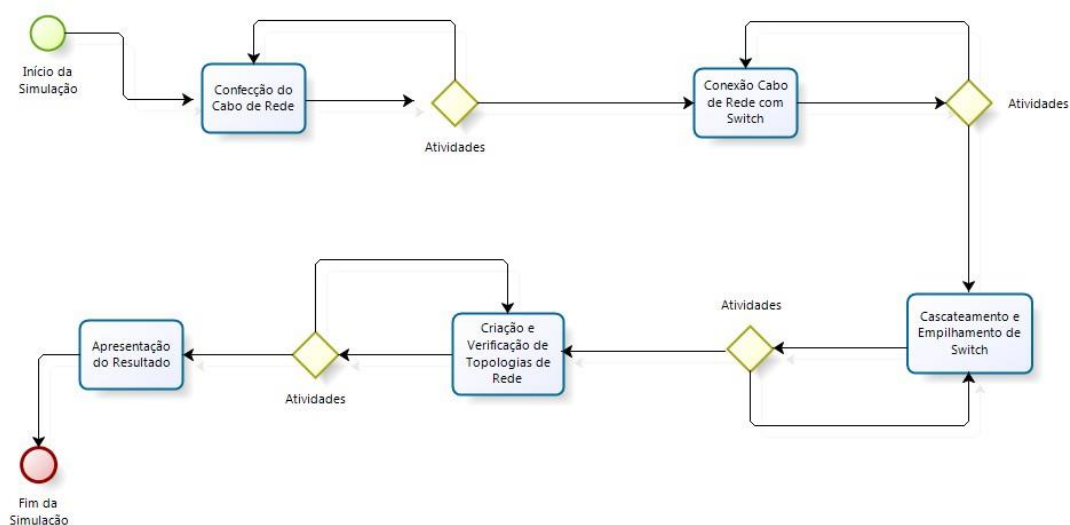 Início da
Simulação
Confecção do
Cabo de Rede
Atividades
Conexão Cabo
de Rede com
Switch
Atividades
Cascateamento e
Empilhamento de
Switch
Atividades
Criação e
Verificação de
Topologias de
Rede
Atividades
Apresentação
do Resultado
Fim da
Simulação